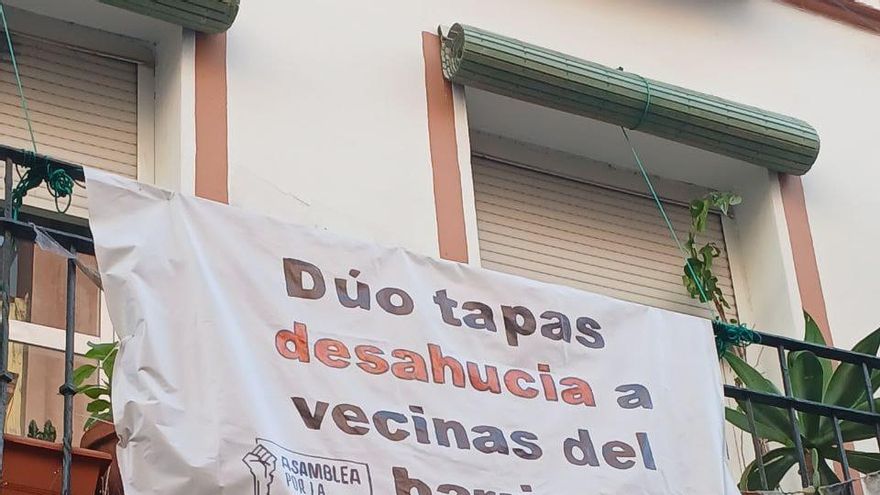 Dúo tapas
desahucia a
vecinas del
ASAMBLEA
POR LA